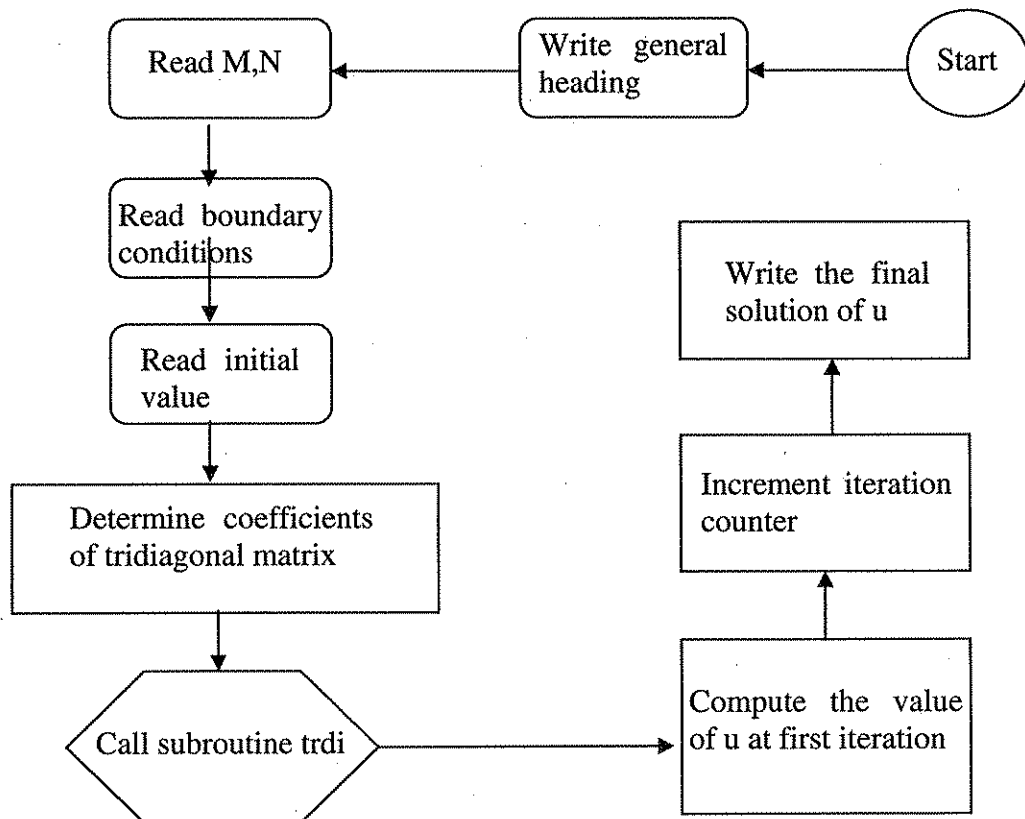 Start
Write general
heading
Read M,N
Read boundary
conditions
Read initial
value
Determine coefficients
of tridiagonal matrix
Call subroutine trdi
Compute the value
of u at first iteration
Increment iteration
counter
Write the final
solution of u